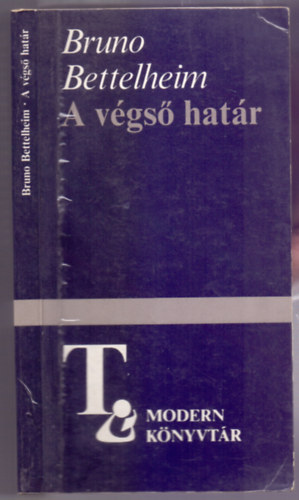 Bruno Bettelheim · A végső határ
Bruno
Bettelheim
A végső határ
T
MODERN
KÖNYVTÁR